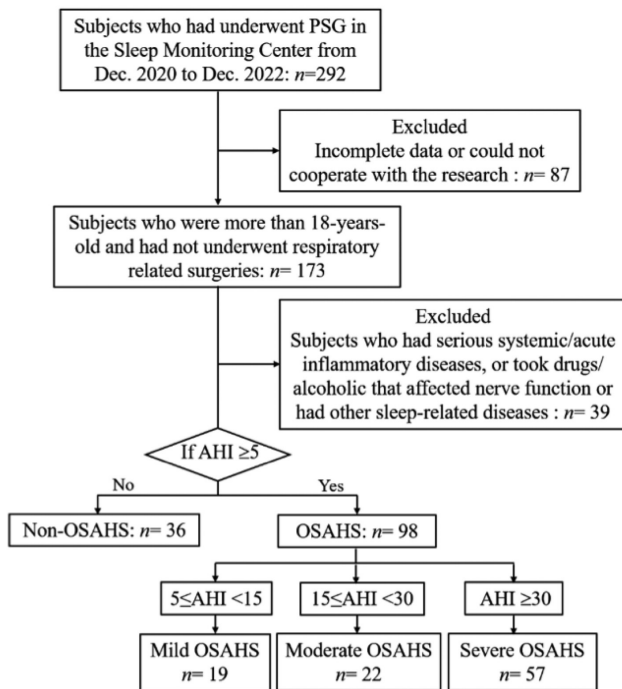 Subjects who had underwent PSG in
the Sleep Monitoring Center from
Dec. 2020 to Dec. 2022: n=292
Excluded
Incomplete data or could not
cooperate with the research : n= 87
Subjects who were more than 18-years-
old and had not underwent respiratory
related surgeries: n= 173
Excluded
Subjects who had serious systemic/acute
inflammatory diseases, or took drugs/
alcoholic that affected nerve function or
had other sleep-related diseases : n= 39
If AHI ≥5
No
Yes
Non-OSAHS: n= 36
OSAHS: n= 98
5≤AHI <15
15≤AHI <30
AHI ≥30
Mild OSAHS
n= 19
Moderate OSAHS
n= 22
Severe OSAHS
n= 57